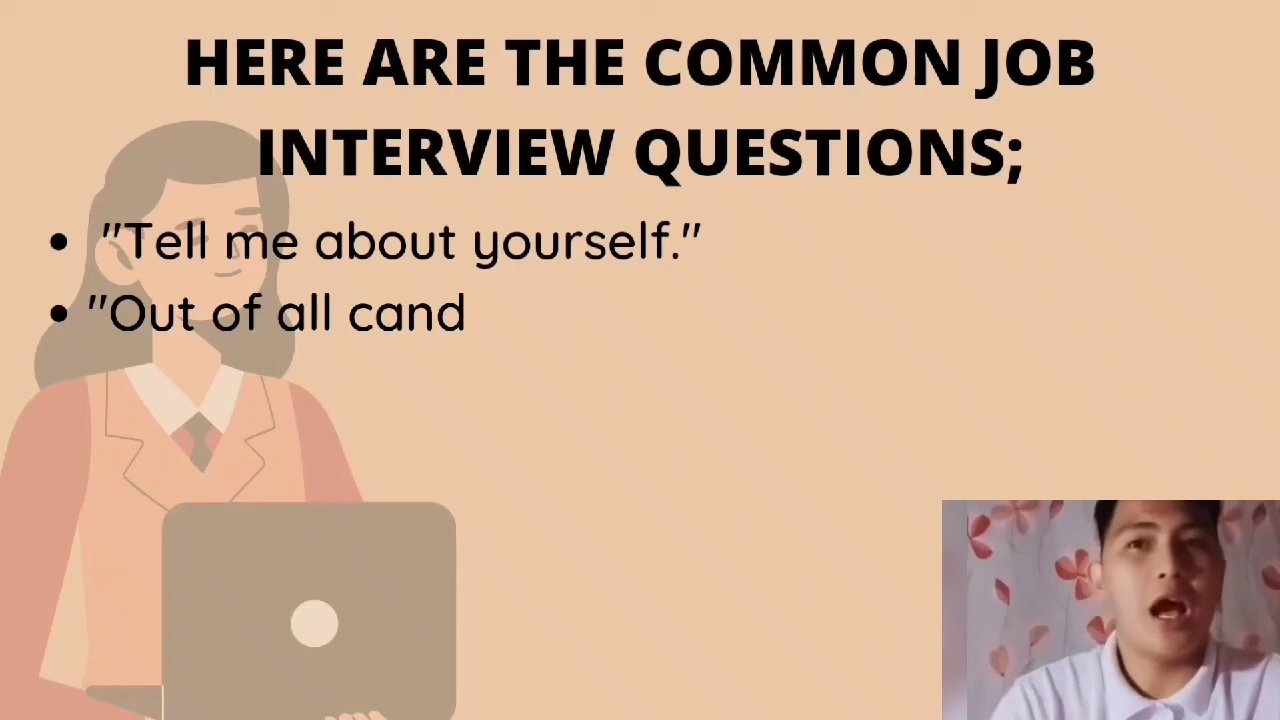 HERE ARE THE COMMON JOB
INTERVIEW QUESTIONS;
• "Tell me about yourself."
• "Out of all cand